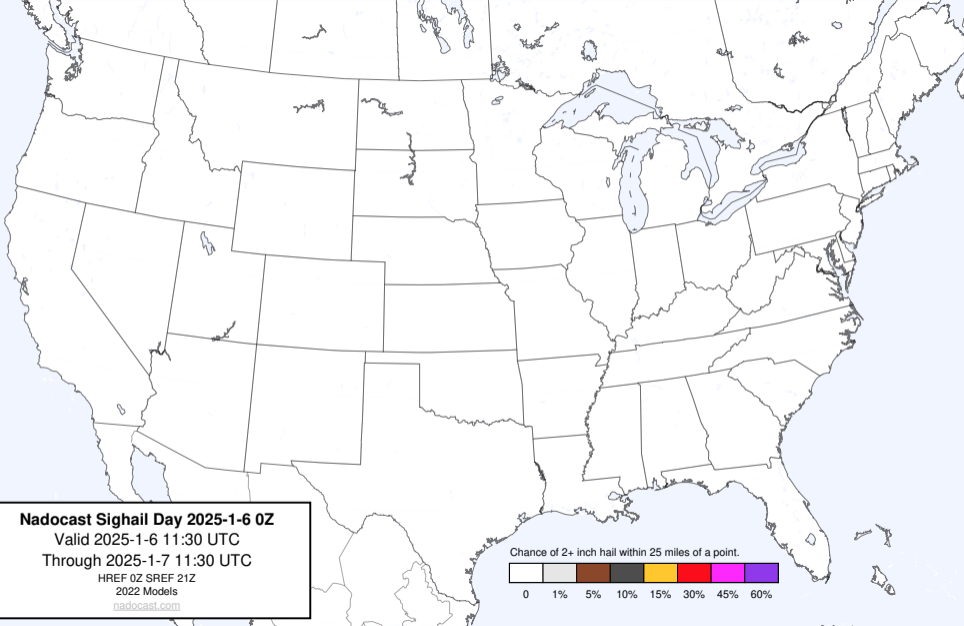 Nadocast Sighail Day 2025-1-6 0Z
Valid 2025-1-6 11:30 UTC
Through 2025-1-7 11:30 UTC
HREF 0Z SREF 21Z
2022 Models
nadocast.com
Chance of 2+ inch hail within 25 miles of a point.
0 1% 5% 10% 15% 30% 45% 60%